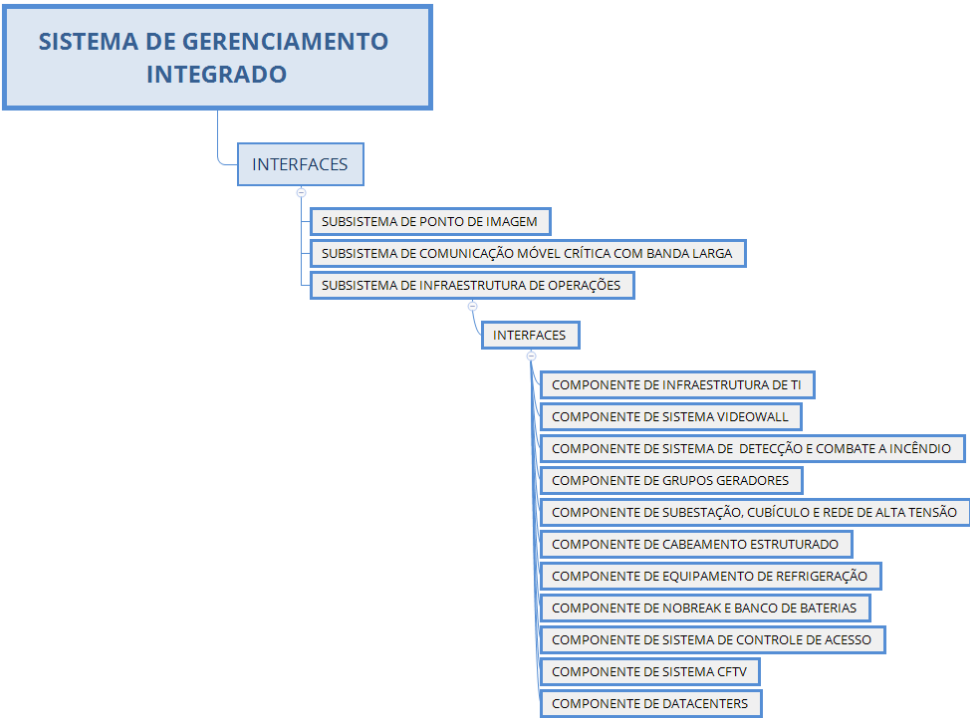 SISTEMA DE GERENCIAMENTO
INTEGRADO
INTERFACES
SUBSISTEMA DE PONTO DE IMAGEM
SUBSISTEMA DE COMUNICAÇÃO MÓVEL CRÍTICA COM BANDA LARGA
SUBSISTEMA DE INFRAESTRUTURA DE OPERAÇÕES
INTERFACES
COMPONENTE DE INFRAESTRUTURA DE TI
COMPONENTE DE SISTEMA VIDEOWALL
COMPONENTE DE SISTEMA DE DETECÇÃO E COMBATE A INCÊNDIO
COMPONENTE DE GRUPOS GERADORES
COMPONENTE DE SUBESTAÇÃO, CUBÍCULO E REDE DE ALTA TENSÃO
COMPONENTE DE CABEAMENTO ESTRUTURADO
COMPONENTE DE EQUIPAMENTO DE REFRIGERAÇÃO
COMPONENTE DE NOBREAK E BANCO DE BATERIAS
COMPONENTE DE SISTEMA DE CONTROLE DE ACESSO
COMPONENTE DE SISTEMA CFTV
COMPONENTE DE DATACENTERS